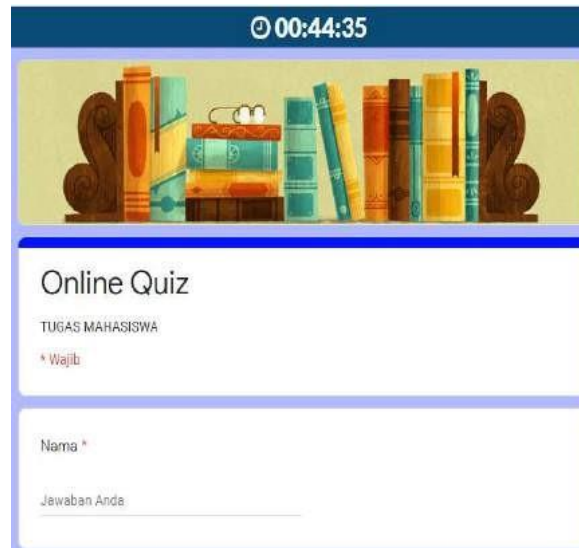 00:44:35
Online Quiz
TUGAS MAHASISWA
* Wajib
Nama *
Jawaban Anda